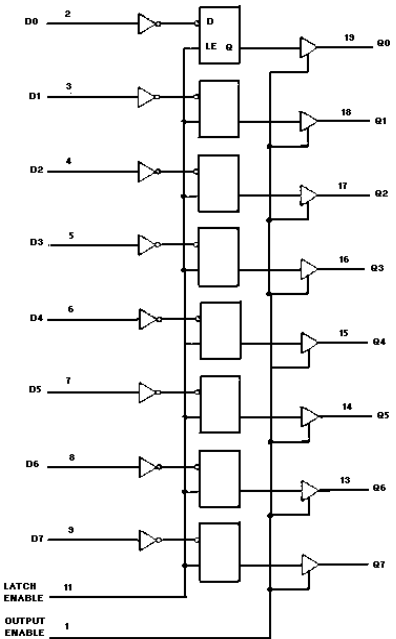 D0 2 D LE Q 19 Q0
D1 3 18 Q1
D2 4 17 Q2
D3 5 16 Q3
D4 6 15 Q4
D5 7 14 Q5
D6 8 13 Q6
D7 9 Q7
LATCH ENABLE 11
OUTPUT ENABLE 1